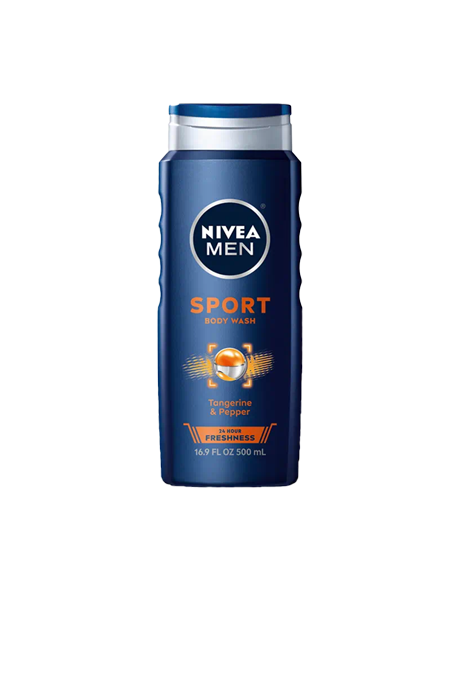 NIVEA
MEN
SPORT
BODY WASH
Tangerine
& Pepper
24 HOUR
FRESHNESS
16.9 FL OZ 500 mL